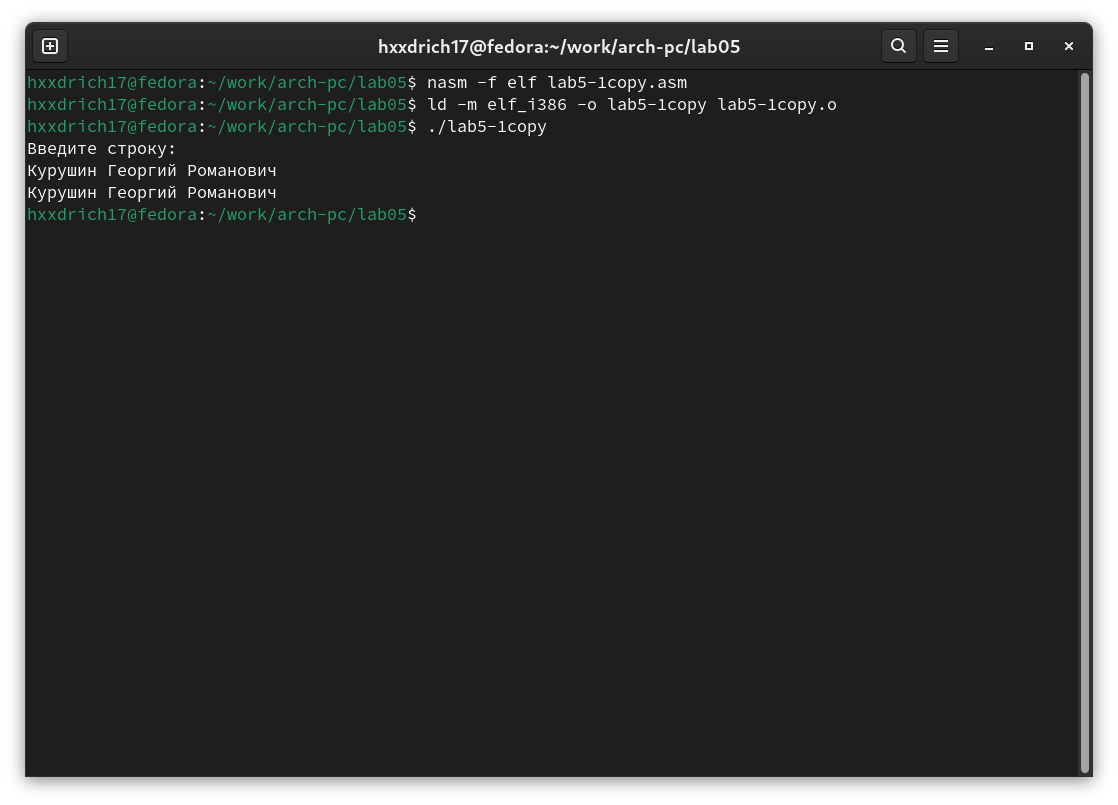 hxxdrich17@fedora:~/work/arch-pc/lab05
hxxdrich17@fedora:~/work/arch-pc/lab05$ nasm -f elf lab5-1copy.asm
hxxdrich17@fedora:~/work/arch-pc/lab05$ ld -m elf_i386 -o lab5-1copy lab5-1copy.o
hxxdrich17@fedora:~/work/arch-pc/lab05$ ./lab5-1copy
Введите строку:
Курушин Георгий Романович
Курушин Георгий Романович
hxxdrich17@fedora:~/work/arch-pc/lab05$